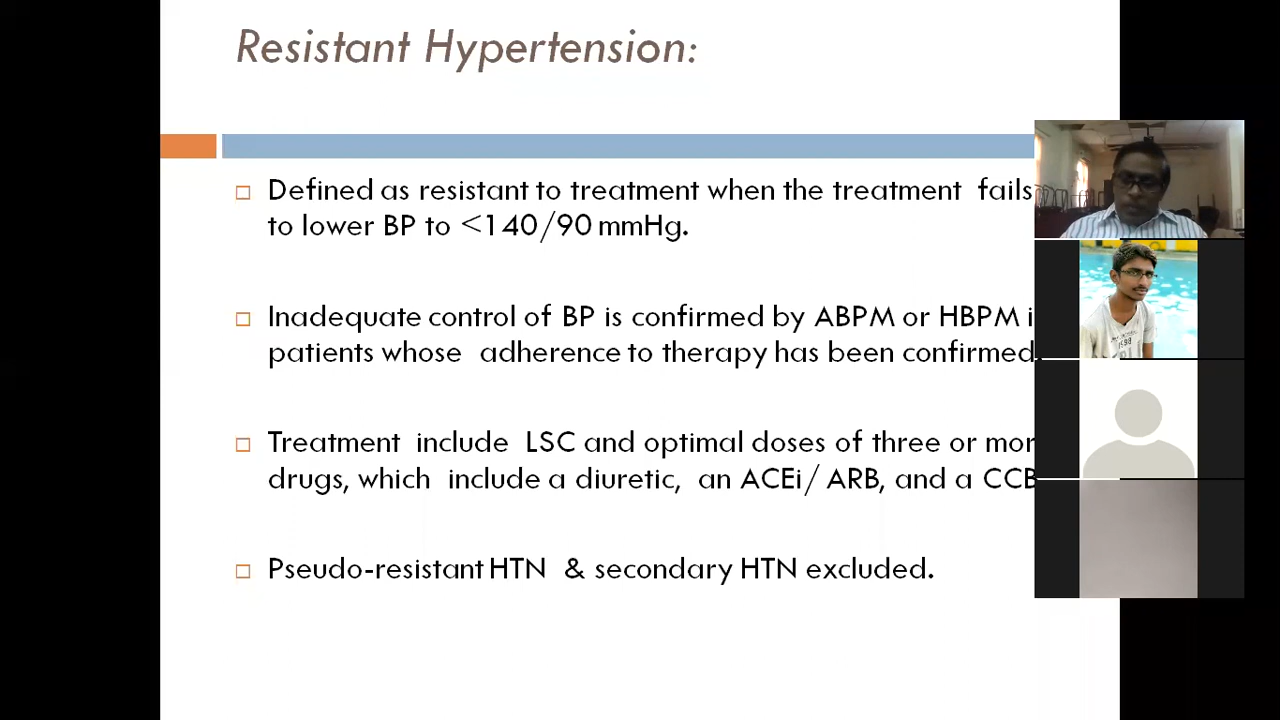 Resistant Hypertension:
Defined as resistant to treatment when the treatment fails
to lower BP to <140/90 mmHg.
Inadequate control of BP is confirmed by ABPM or HBPM
patients whose adherence to therapy has been confirmed.
Treatment include LSC and optimal doses of three or
drugs, which include a diuretic, an ACEi/ ARB, and a CCB
Pseudo-resistant HTN & secondary HTN excluded.